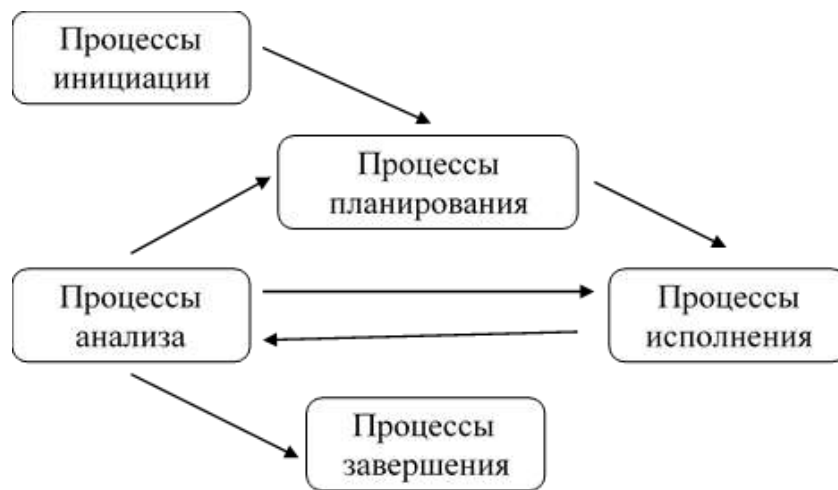 Процессы
инициации
Процессы
планирования
Процессы
анализа
Процессы
исполнения
Процессы
завершения